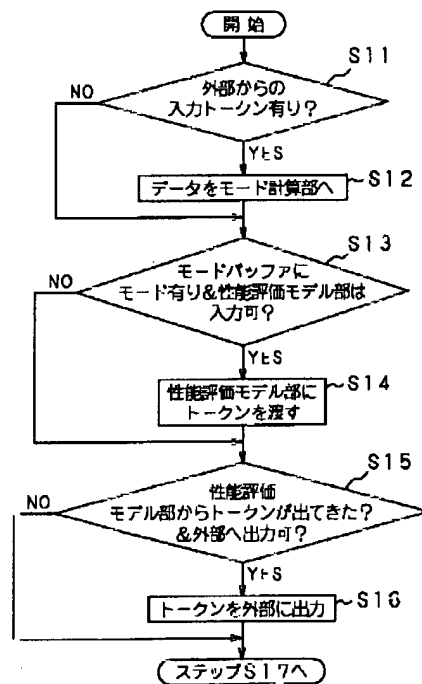 開始
S11
外部からの
入力トークン有り?
NO
YES
データをモード計算部へ
S12
S13
モードバッファに
モード有り&性能評価モデル部は
入力可?
NO
YES
性能評価モデル部に
トークンを渡す
S14
S15
性能評価
モデル部からトークンが出てきた?
&外部へ出力可?
NO
YES
トークンを外部に出力
S16
ステップS17へ